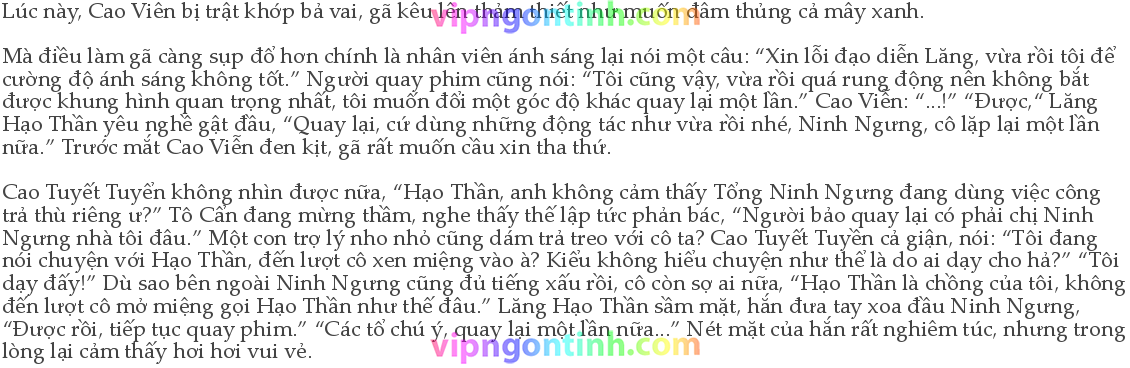 Lúc này, Cao Viên bị trật khớp bả vai, gã kêu lên thảm thiết như muốn đâm thủng cả mây xanh.
vipngontinh.com
Mà điều làm gã càng sụp đổ hơn chính là nhân viên ánh sáng lại nói một câu: “Xin lỗi đạo diễn Lăng, vừa rồi tôi để
cường độ ánh sáng không tốt.” Người quay phim cũng nói: “Tôi cũng vậy, vừa rồi quá rung động nên không bắt
được khung hình quan trọng nhất, tôi muốn đổi một góc độ khác quay lại một lần.” Cao Viễn: “...!” “Được,“ Lăng
Hạo Thần yêu nghề gật đầu, “Quay lại, cứ dùng những động tác như vừa rồi nhé, Ninh Ngưng, cô lặp lại một lần
nữa.” Trước mắt Cao Viễn đen kịt, gã rất muốn cầu xin tha thứ.
Cao Tuyết Tuyển không nhìn được nữa, “Hạo Thần, anh không cảm thấy Tổng Ninh Ngưng đang dùng việc công
trả thù riêng ư?” Tô Cẩn đang mừng thầm, nghe thấy thế lập tức phản bác, “Người bảo quay lại có phải chị Ninh
Ngưng nhà tôi đâu.” Một con trợ lý nho nhỏ cũng dám trả treo với cô ta? Cao Tuyết Tuyền cả giận, nói: “Tôi đang
nói chuyện với Hạo Thần, đến lượt cô xen miệng vào à? Kiểu không hiểu chuyện như thể là do ai dạy cho hả?” “Tôi
dạy đấy!” Dù sao bên ngoài Ninh Ngưng cũng đủ tiếng xấu rồi, cô còn sợ ai nữa, “Hạo Thần là chồng của tôi, không
đến lượt cô mở miệng gọi Hạo Thần như thế đâu.” Lăng Hạo Thần sầm mặt, hắn đưa tay xoa đầu Ninh Ngưng,
“Được rồi, tiếp tục quay phim.” “Các tổ chú ý, quay lại một lần nữa...” Nét mặt của hắn rất nghiêm túc, nhưng trong
lòng lại cảm thấy hơi hơi vui vẻ.
vipngontinh.com